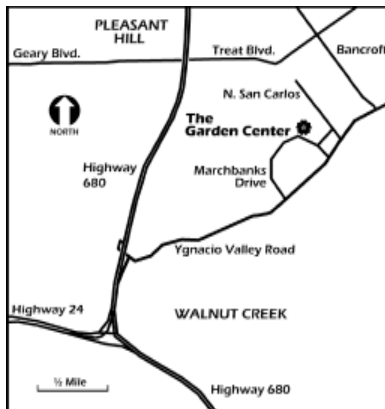 PLEASANT
HILL
Geary Blvd.
Treat Blvd.
Bancroft
N. San Carlos
The
Garden Center
NORTH
Highway
680
Marchbanks
Drive
Ygnacio Valley Road
Highway 24
WALNUT CREEK
½ Mile
Highway 680